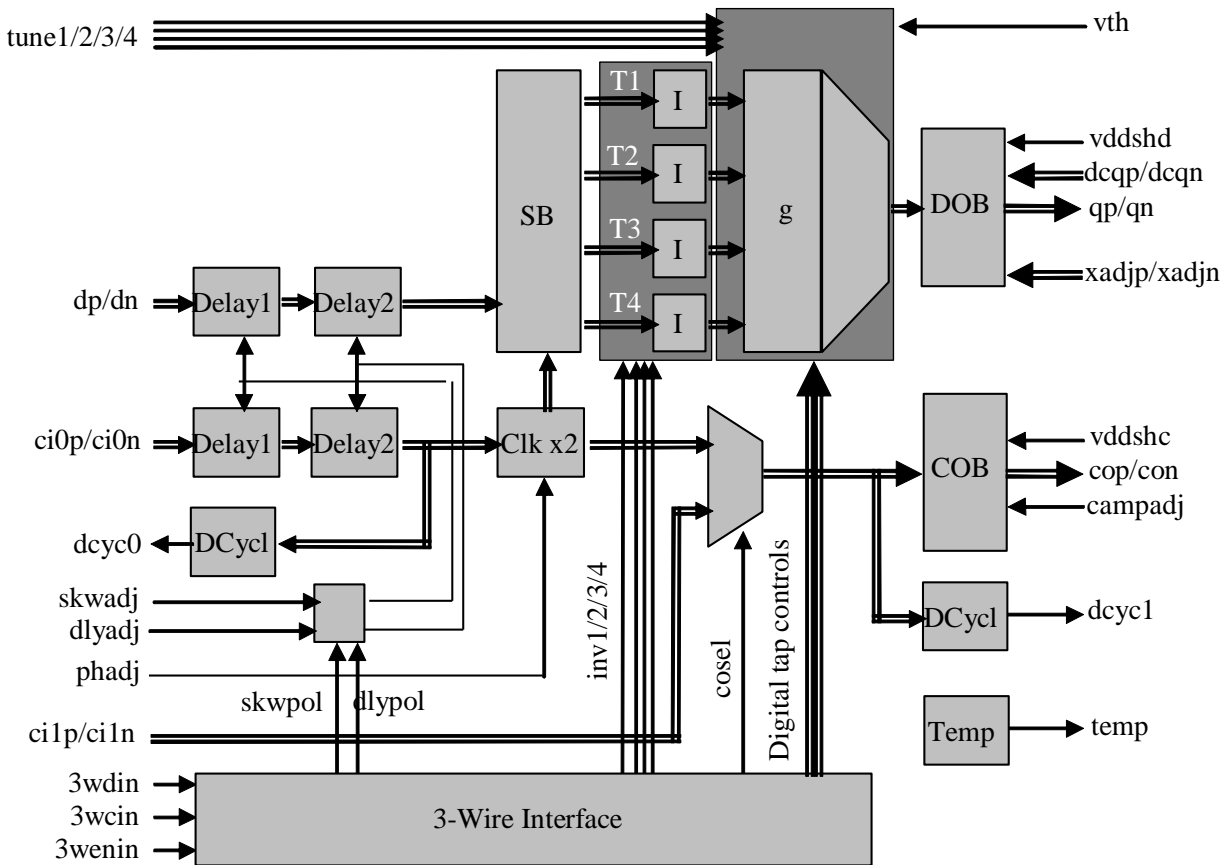 tune1/2/3/4
vth
T1
I
T2
I
T3
I
T4
I
SB
g
DOB
vddshd
dcqp/dcqn
qp/qn
xadjp/xadjn
dp/dn
Delay1
Delay2
ci0p/ci0n
Delay1
Delay2
Clk x2
COB
vddshc
cop/con
campadj
dcyc0
DCycl
skwadj
dlyadj
phadj
skwpol
dlypol
inv1/2/3/4
cosel
Digital tap controls
DCycl
dcyc1
ci1p/ci1n
Temp
temp
3wdin
3wcin
3wenin
3-Wire Interface